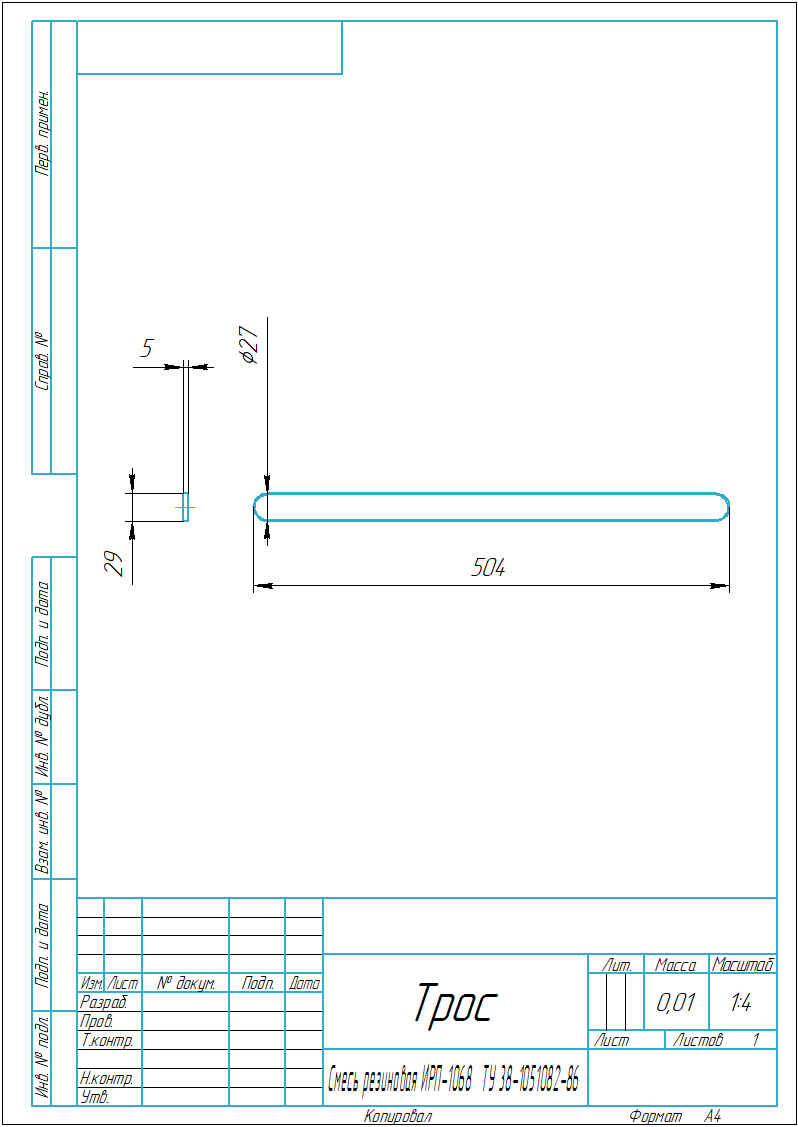 Перв. примен.
Справ. №
Подп. и дата
Инв. № дубл.
Взам. инв. №
Подп. и дата
Инв. № подл.
5
⌀27
29
504
Изм. Лист № докум. Подп. Дата
Разраб.
Пров.
Т.контр.
Н.контр.
Утв.
Трос
Смесь резиновая ИРП-1068 ТУ 38-1051082-86
Лит. Масса Масштаб
0,01 1:4
Лист Листов 1
Копировал Формат А4